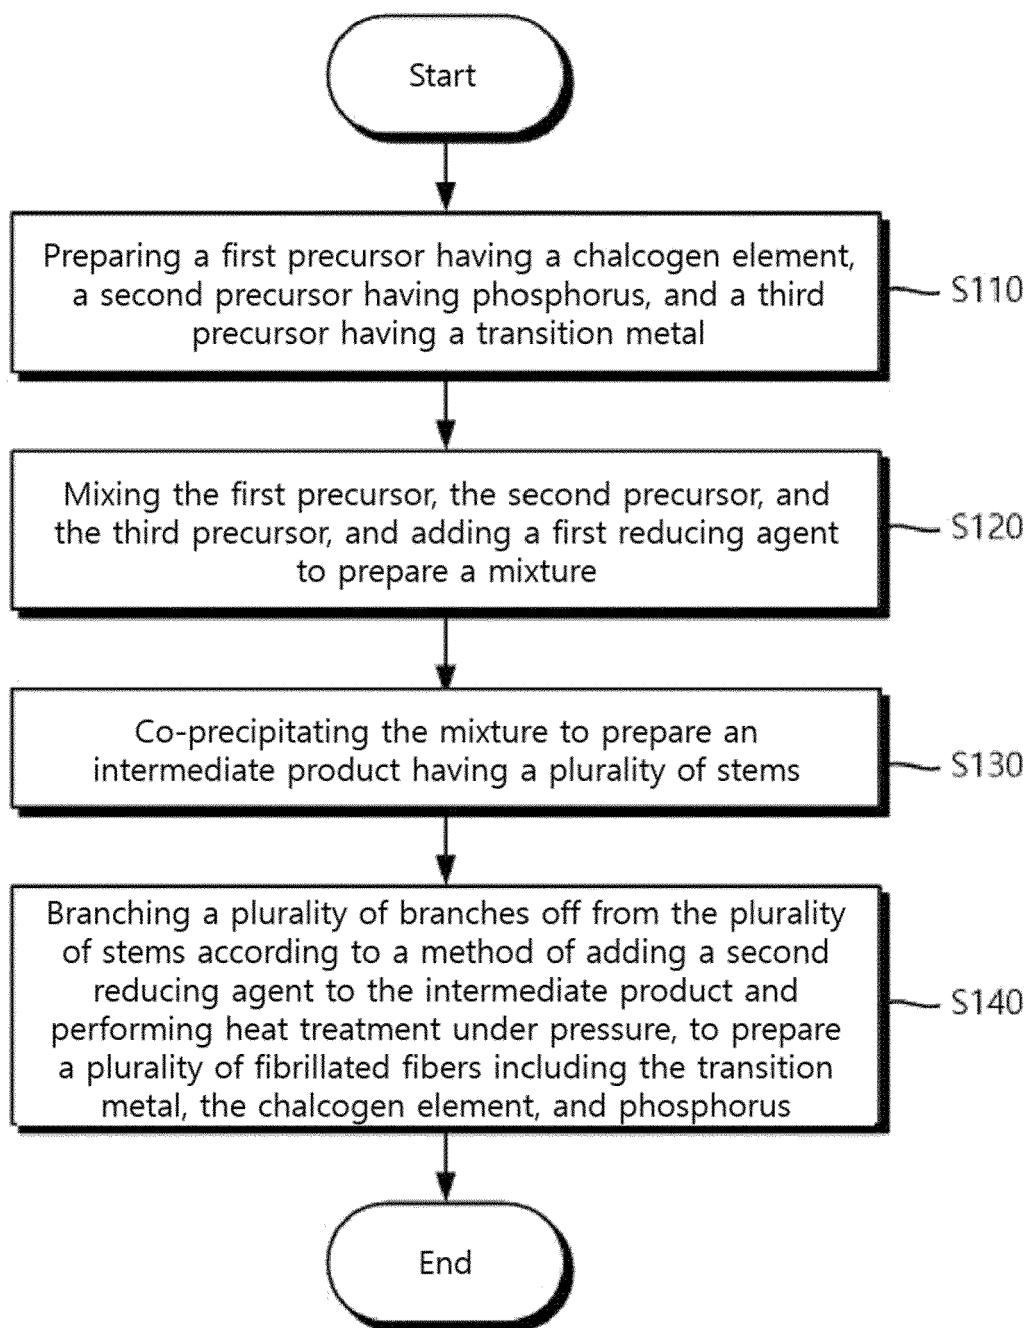 Start
Preparing a first precursor having a chalcogen element,
a second precursor having phosphorus, and a third
precursor having a transition metal
S110
Mixing the first precursor, the second precursor, and
the third precursor, and adding a first reducing agent
to prepare a mixture
S120
Co-precipitating the mixture to prepare an
intermediate product having a plurality of stems
S130
Branching a plurality of branches off from the plurality
of stems according to a method of adding a second
reducing agent to the intermediate product and
performing heat treatment under pressure, to prepare
a plurality of fibrillated fibers including the transition
metal, the chalcogen element, and phosphorus
S140
End